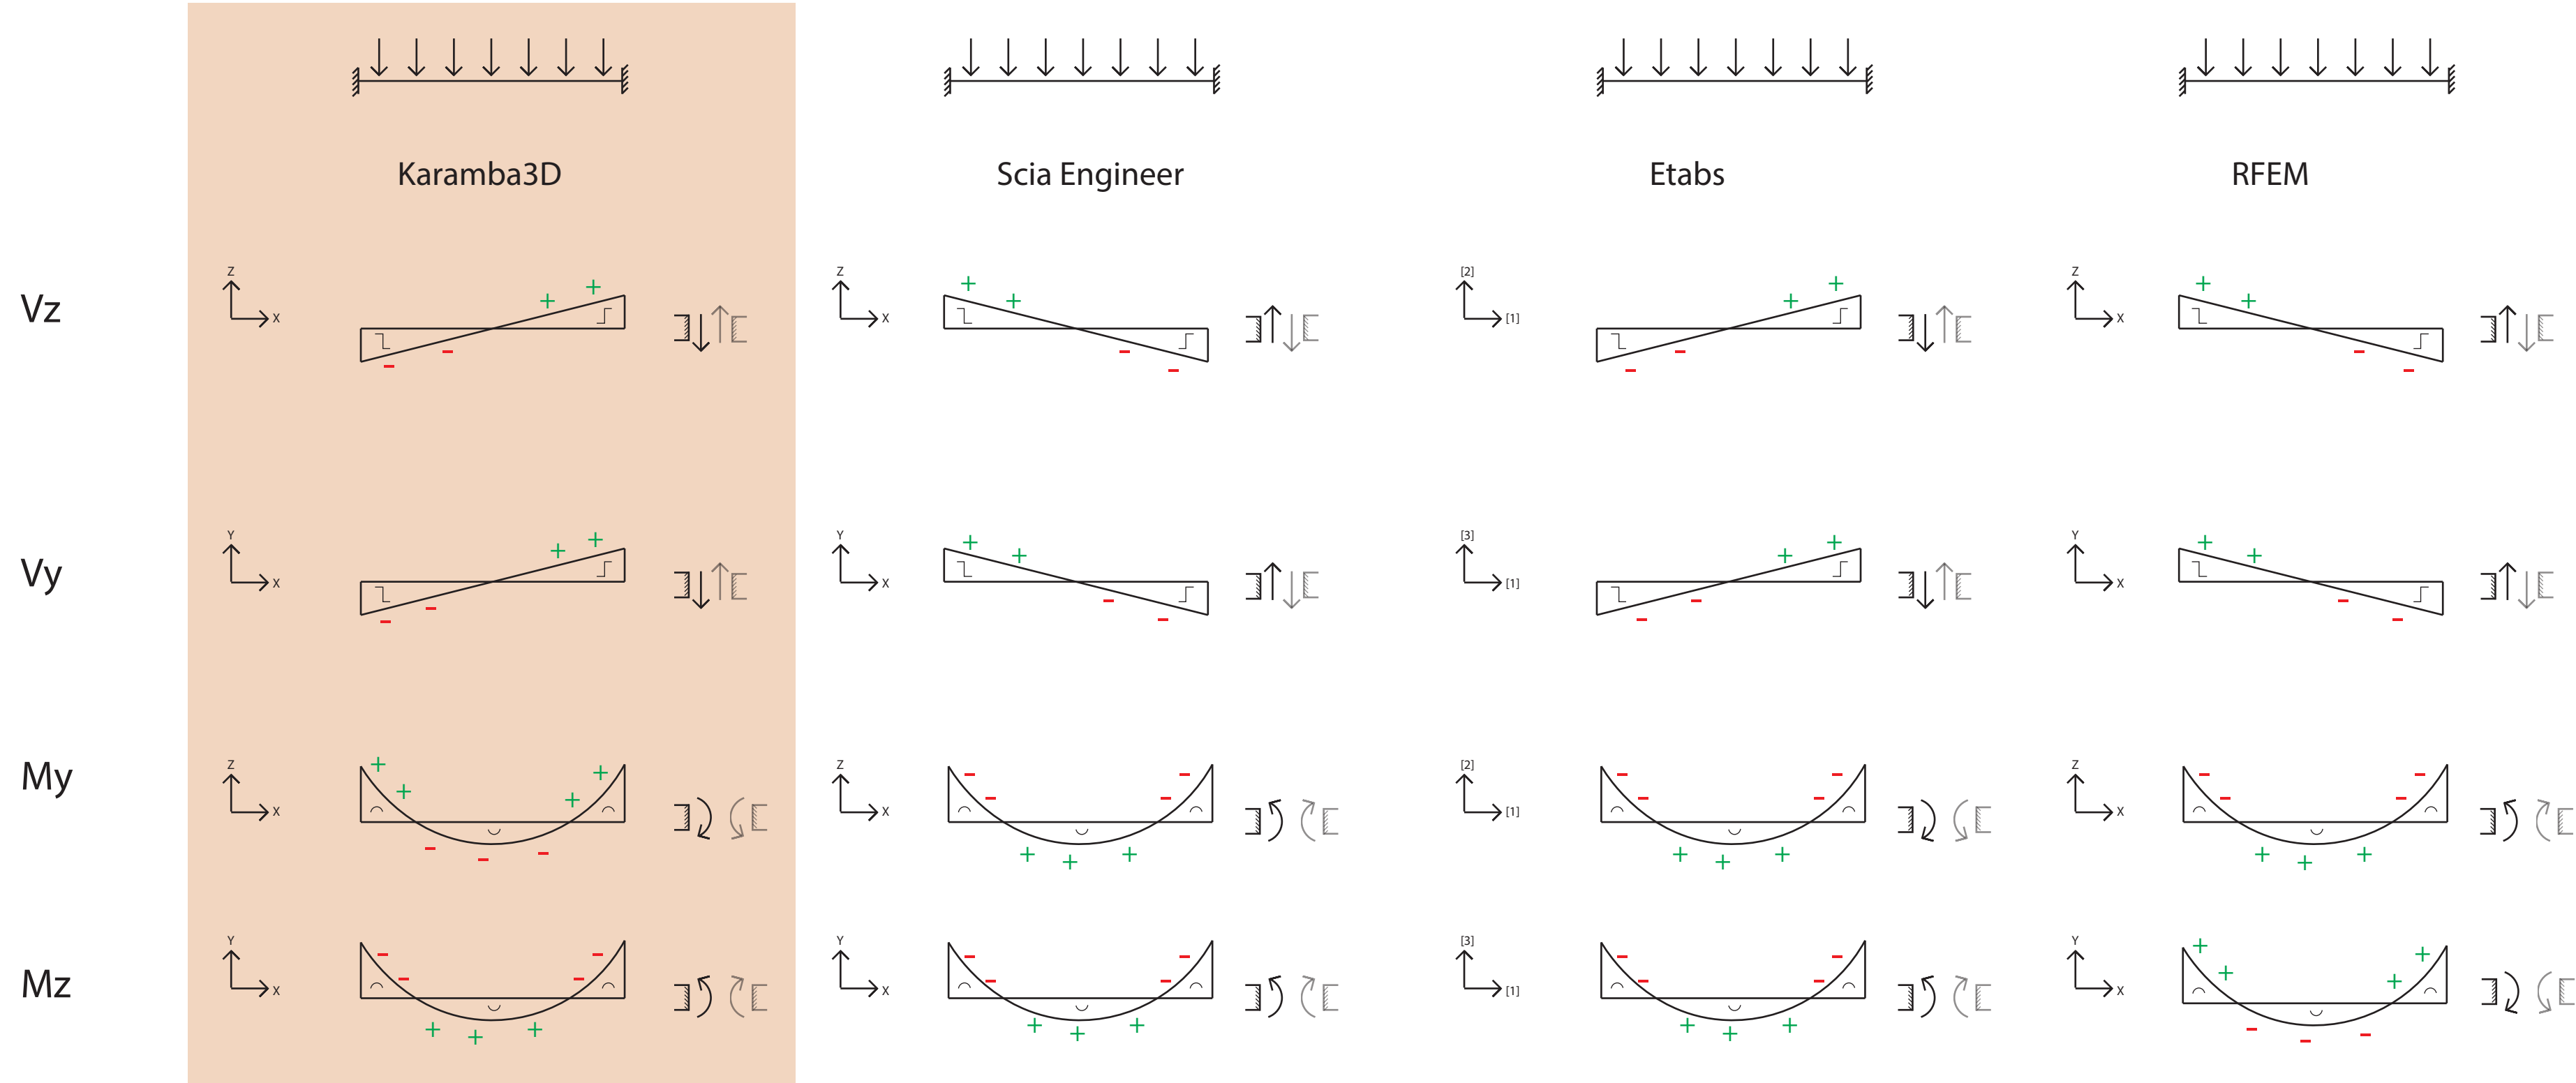 Karamba3D Scia Engineer Etabs RFEM
Vz
Z X + + - -
Z X + + - -
[2] [1] + + - -
Z X + + - -
Vy
Y X + + - -
Y X + + - -
[3] [1] + + - -
Y X + + - -
My
Z X + + + + - - -
Z X - - - - + + +
[2] [1] - - - - + + +
Z X - - - - + + +
Mz
Y X - - - - + + +
Y X - - - - + + +
[3] [1] - - - - + + +
Y X + + + + - - -